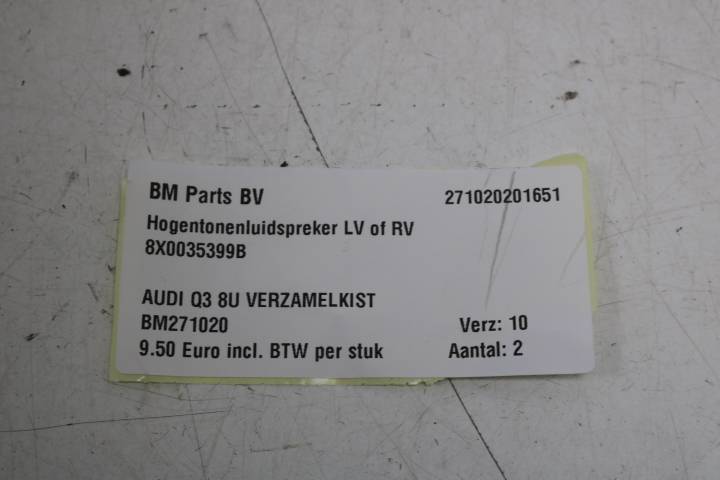 BM Parts BV 271020201651
Hogentonenluidspreker LV of RV
8X0035399B
AUDI Q3 8U VERZAMELKIST
BM271020 Verz: 10
9.50 Euro incl. BTW per stuk Aantal: 2